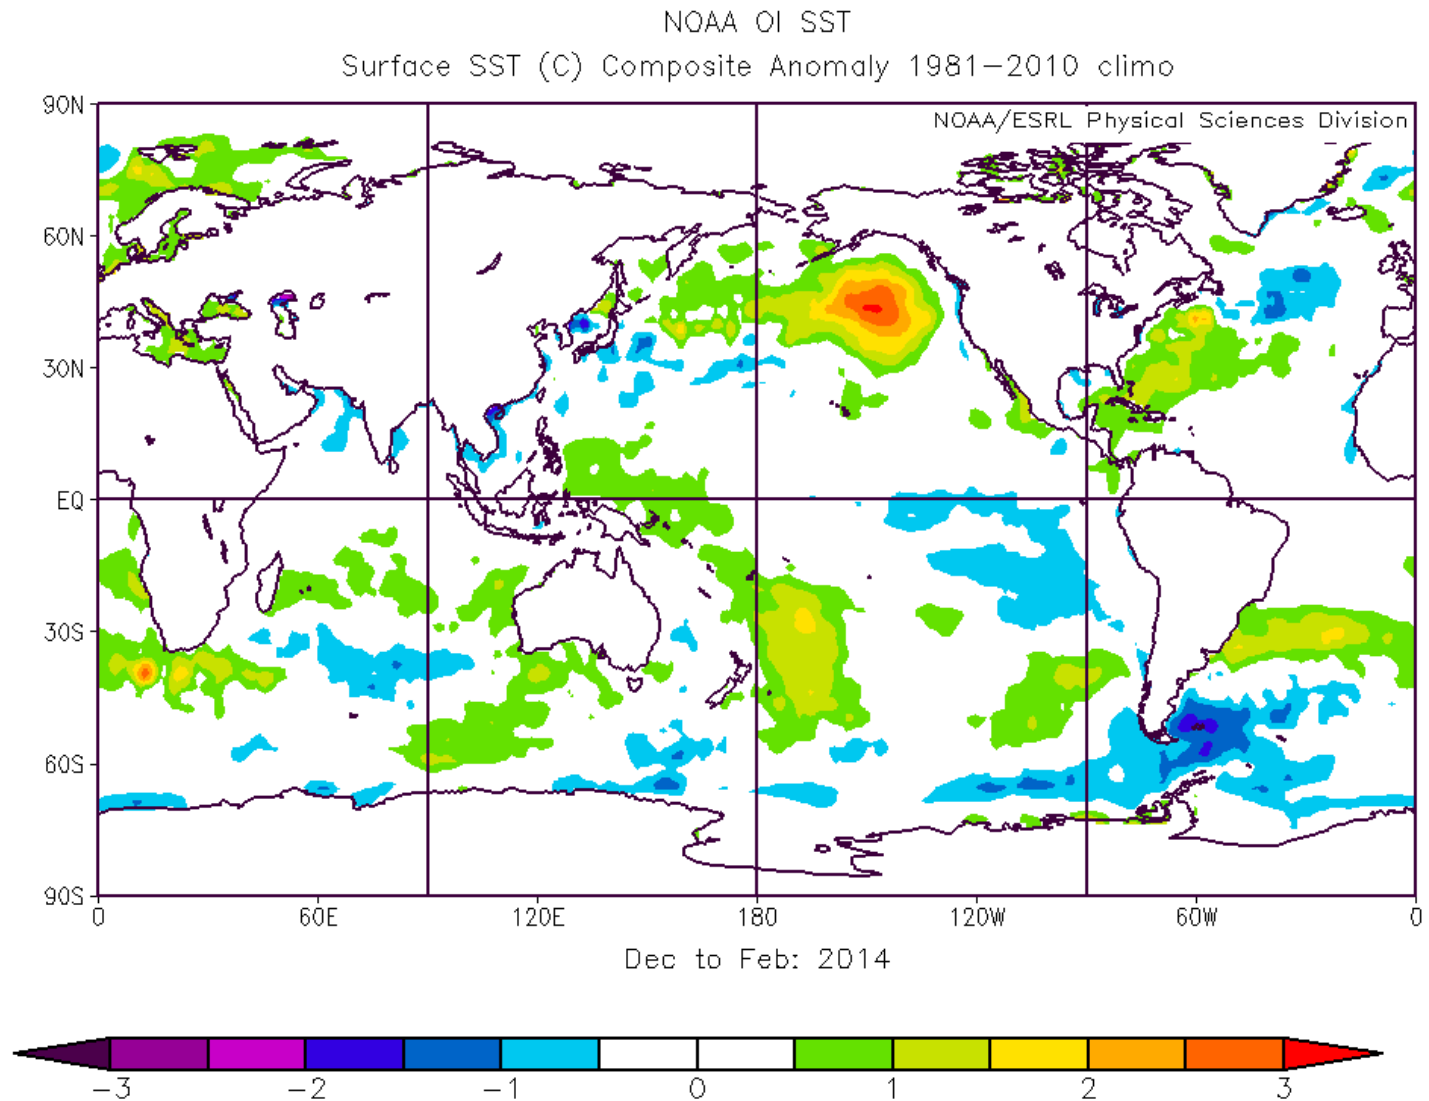 NOAA OI SST
Surface SST (C) Composite Anomaly 1981-2010 climo
NOAA/ESRL Physical Sciences Division
90N
60N
30N
EQ
30S
60S
90S
0 60E 120E 180 120W 60W 0
Dec to Feb: 2014
-3 -2 -1 0 1 2 3